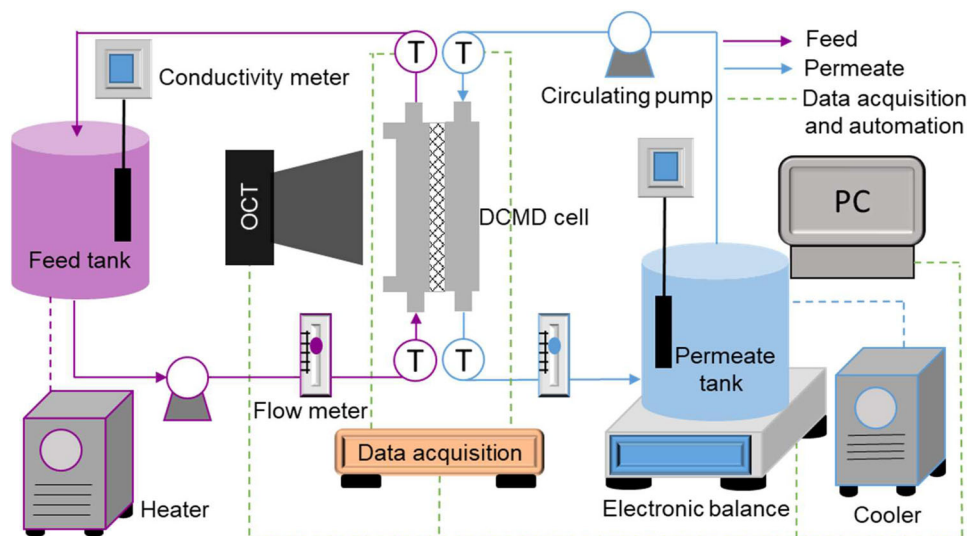 T
T
Feed
Permeate
Data acquisition
and automation
Conductivity meter
Circulating pump
OCT
DCMD cell
PC
Feed tank
Permeate
tank
T
T
Flow meter
Data acquisition
Heater
Electronic balance
Cooler